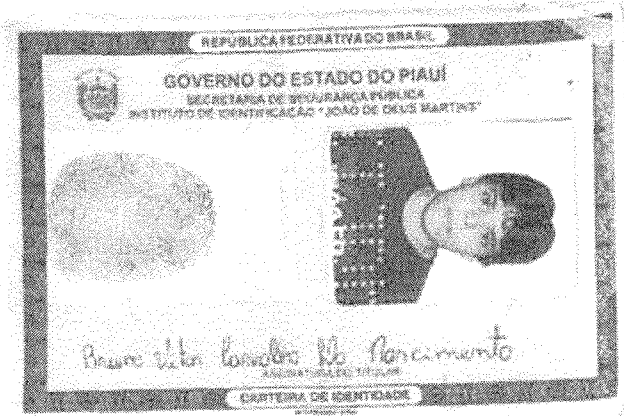 REPÚBLICA FEDERATIVA DO BRASIL
GOVERNO DO ESTADO DO PIAUÍ
SECRETARIA DE SEGURANÇA PÚBLICA
INSTITUTO DE IDENTIFICAÇÃO "JOÃO DE DEUS MARTINS"
Bruno Vitor Carvalho Do Nascimento
ASSINATURA DO TITULAR
CARTEIRA DE IDENTIDADE